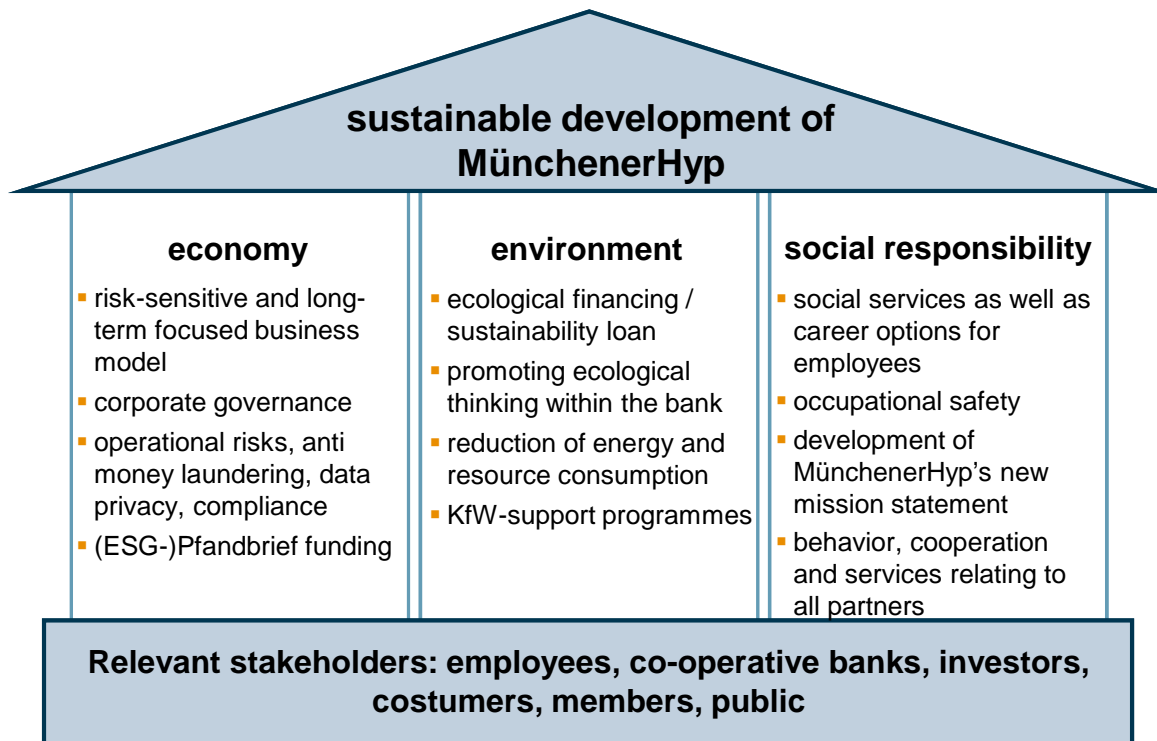 sustainable development of
MünchenerHyp
economy
▪ risk-sensitive and long-
term focused business
model
▪ corporate governance
▪ operational risks, anti
money laundering, data
privacy, compliance
▪ (ESG-)Pfandbrief funding
environment
▪ ecological financing /
sustainability loan
▪ promoting ecological
thinking within the bank
▪ reduction of energy and
resource consumption
▪ KfW-support programmes
social responsibility
▪ social services as well as
career options for
employees
▪ occupational safety
▪ development of
MünchenerHyp’s new
mission statement
▪ behavior, cooperation
and services relating to
all partners
Relevant stakeholders: employees, co-operative banks, investors,
costumers, members, public